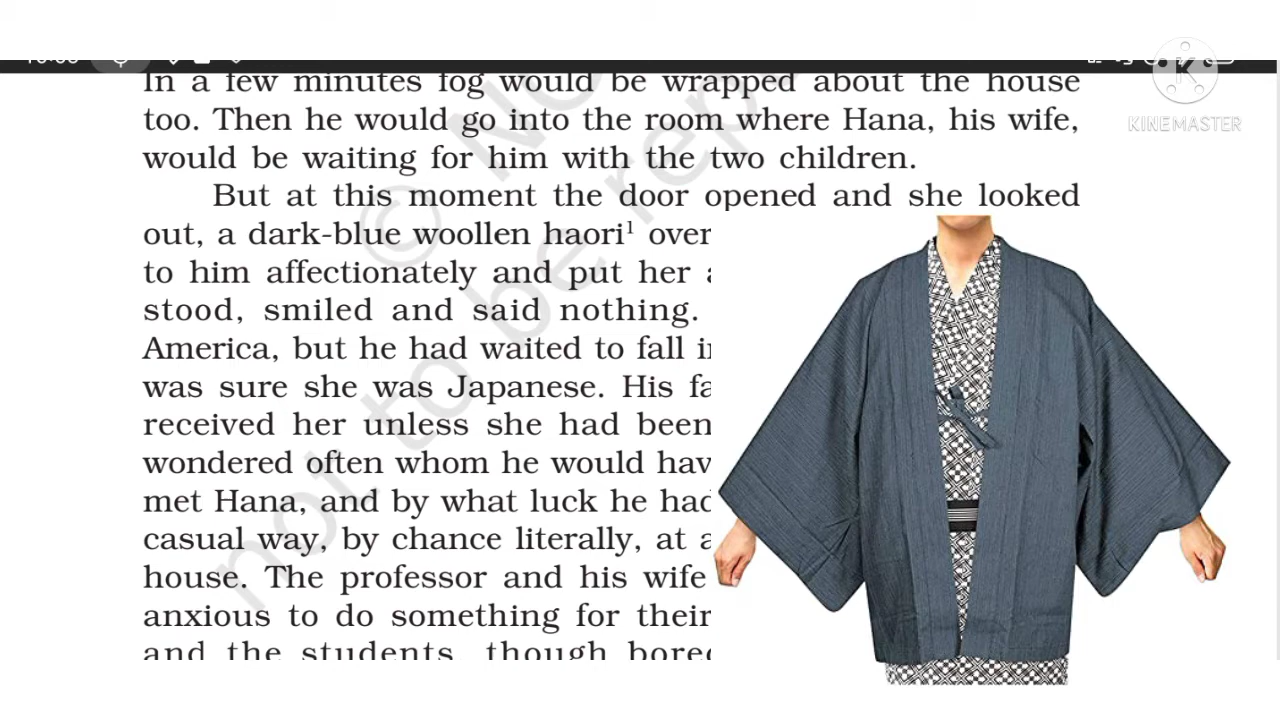 In a few minutes fog would be wrapped about the house
too. Then he would go into the room where Hana, his wife,
would be waiting for him with the two children.
But at this moment the door opened and she looked
out, a dark-blue woollen haori¹ over
to him affectionately and put her
stood, smiled and said nothing.
America, but he had waited to fall
was sure she was Japanese. His
received her unless she had been
wondered often whom he would
met Hana, and by what luck he had
casual way, by chance literally, at
house. The professor and his wife
anxious to do something for their
and the students, though
KINEMASTER
© 
not to be